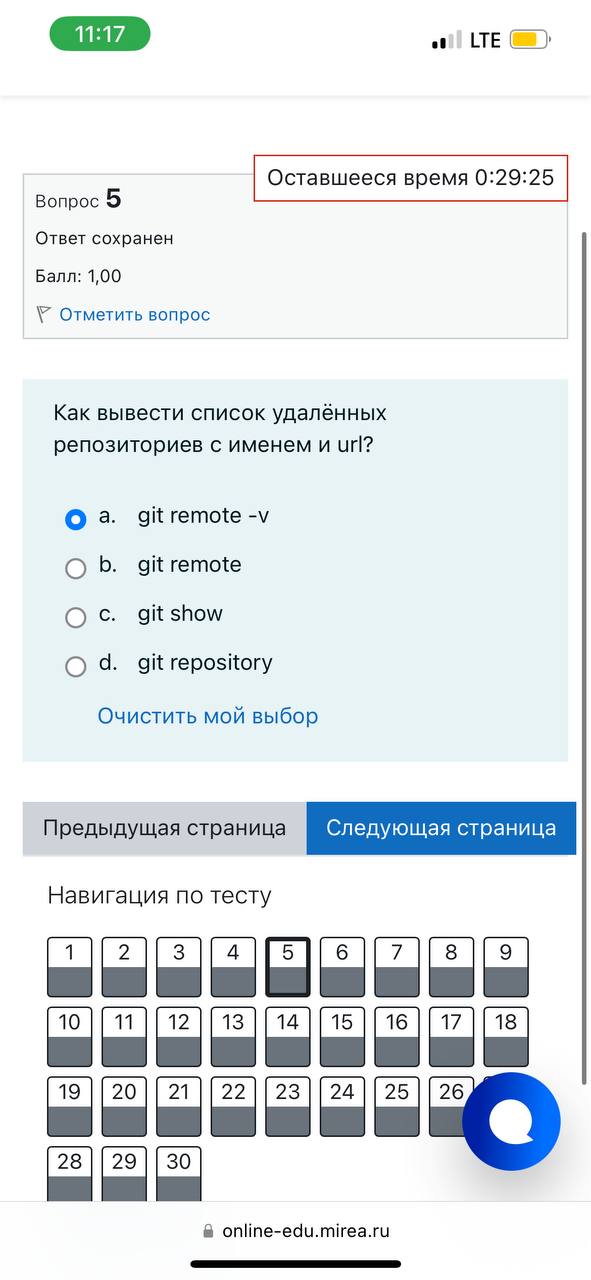 11:17
LTE
Оставшееся время 0:29:25
Вопрос 5
Ответ сохранен
Балл: 1,00
Отметить вопрос
Как вывести список удалённых
репозиториев с именем и url?
a. git remote -v
b. git remote
c. git show
d. git repository
Очистить мой выбор
Предыдущая страница
Следующая страница
Навигация по тесту
1 2 3 4 5 6 7 8 9
10 11 12 13 14 15 16 17 18
19 20 21 22 23 24 25 26
28 29 30
online-edu.mirea.ru